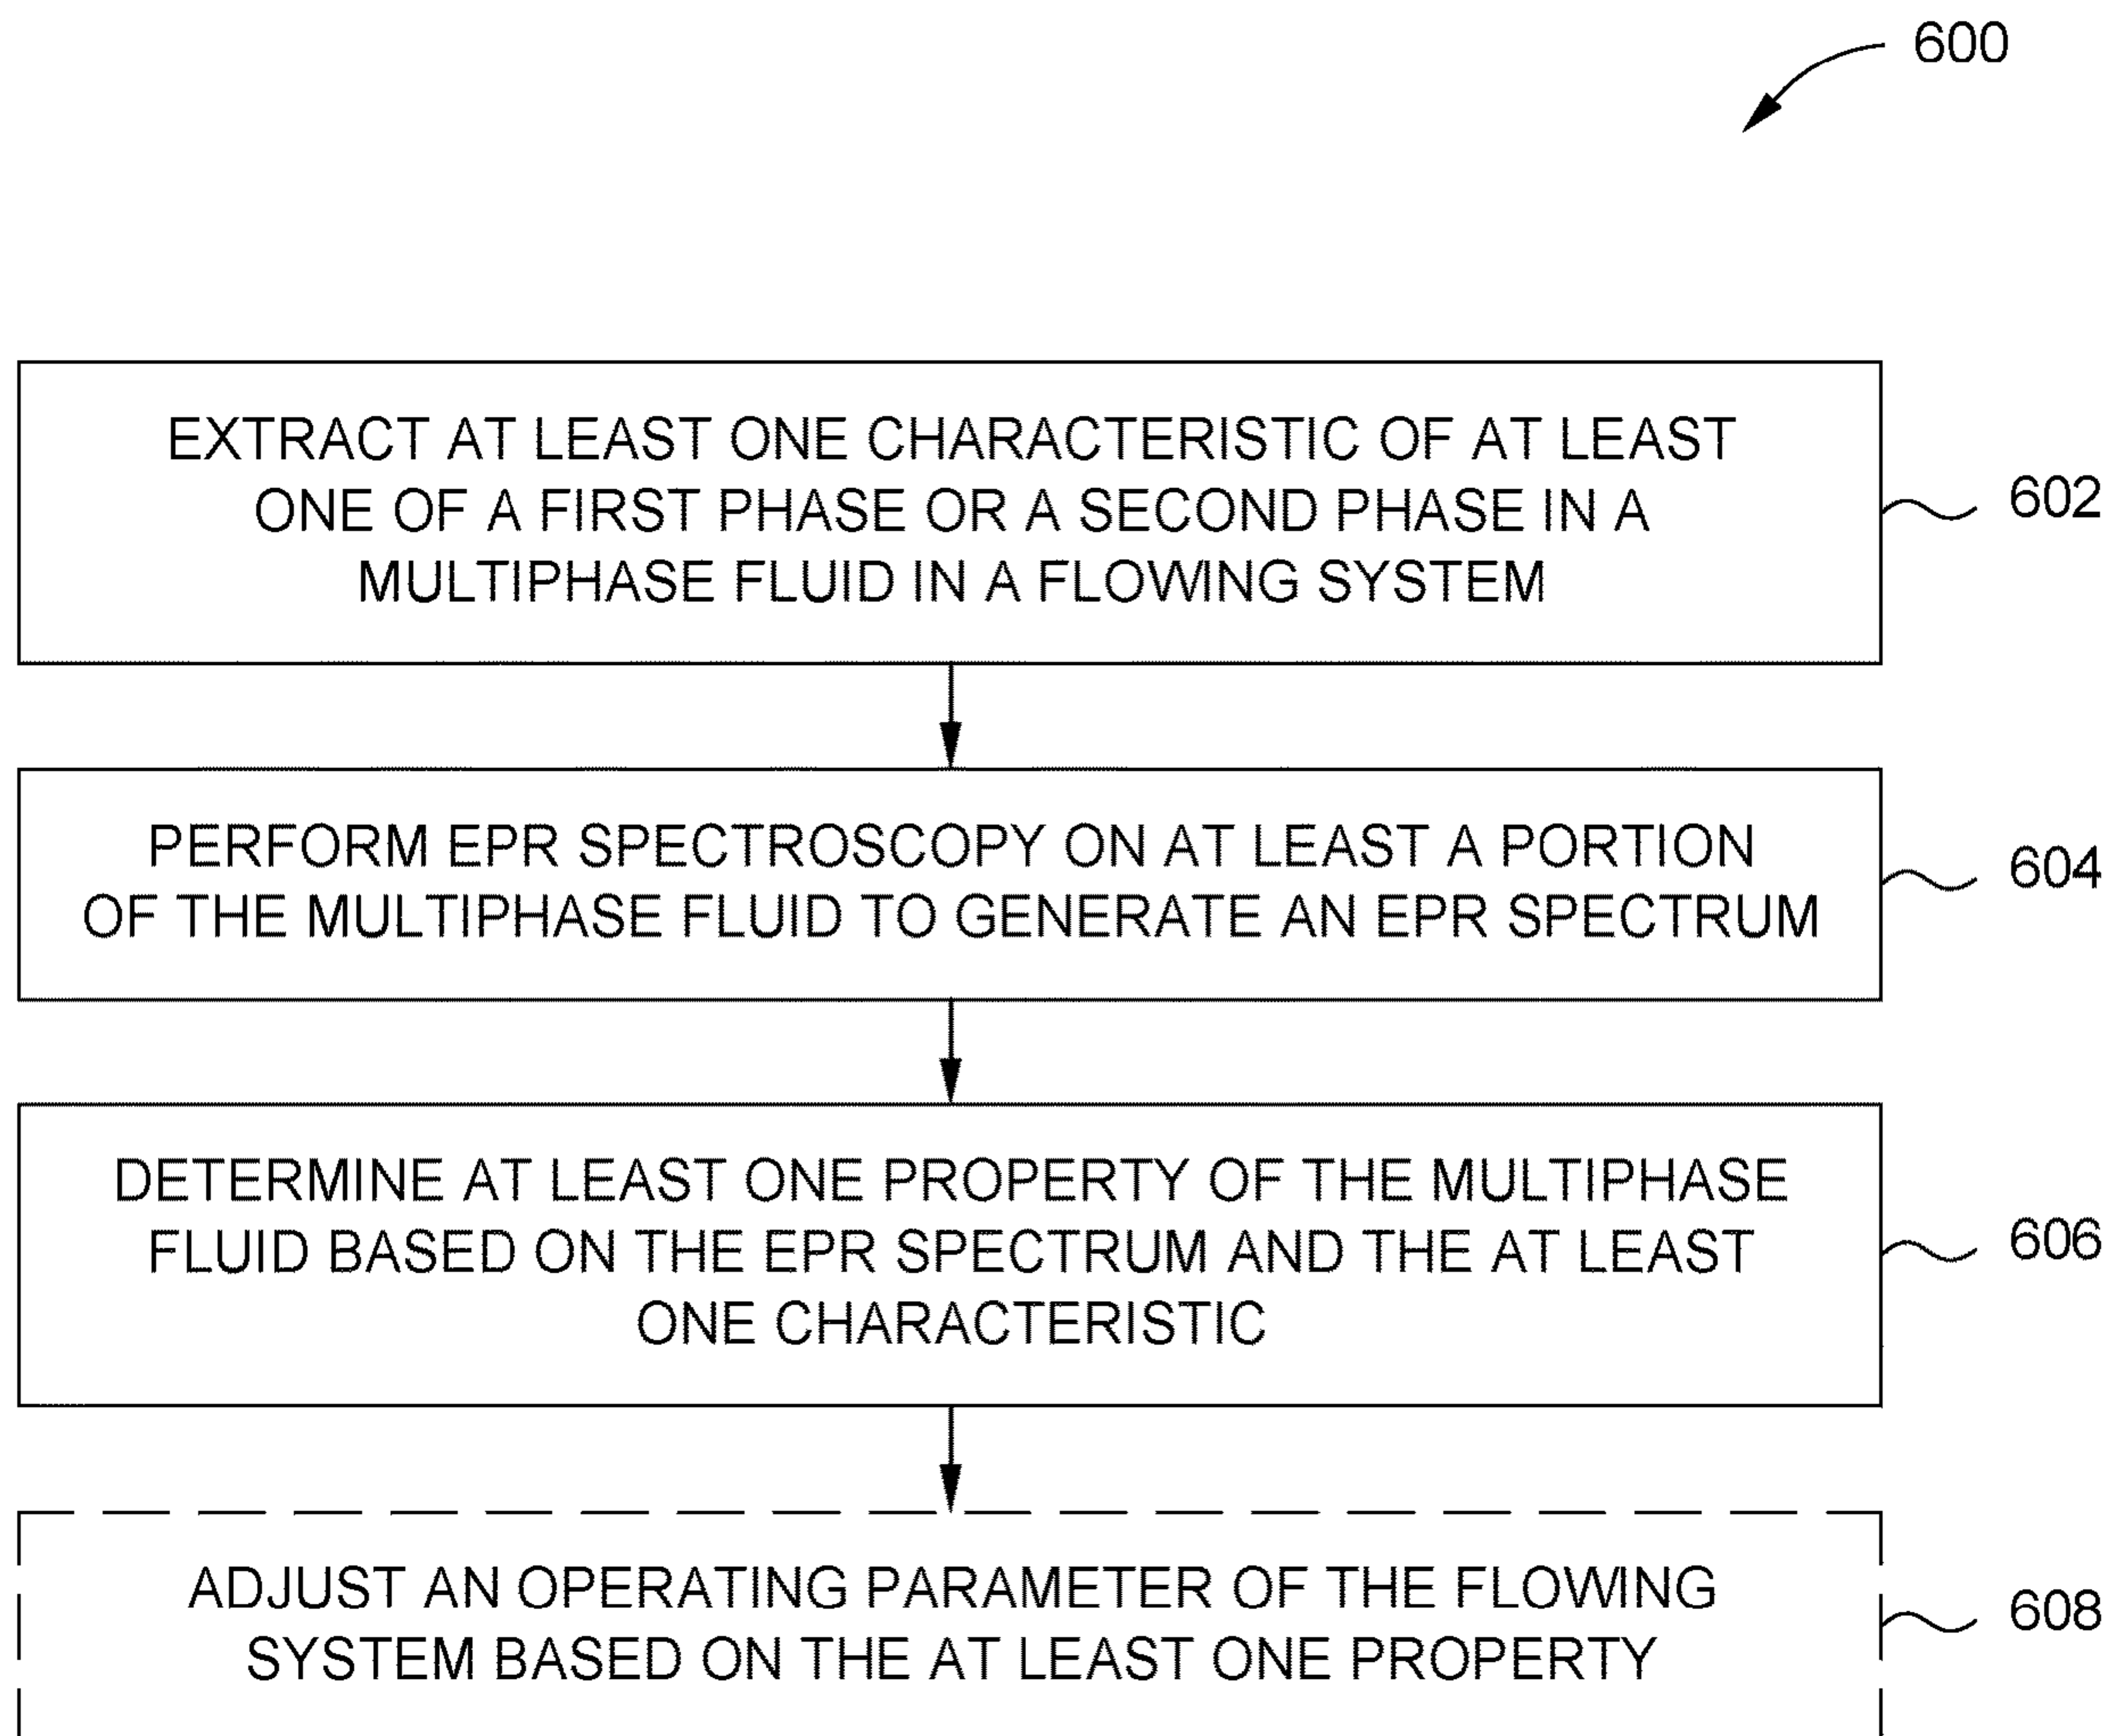 600
EXTRACT AT LEAST ONE CHARACTERISTIC OF AT LEAST
ONE OF A FIRST PHASE OR A SECOND PHASE IN A
MULTIPHASE FLUID IN A FLOWING SYSTEM
602
PERFORM EPR SPECTROSCOPY ON AT LEAST A PORTION
OF THE MULTIPHASE FLUID TO GENERATE AN EPR SPECTRUM
604
DETERMINE AT LEAST ONE PROPERTY OF THE MULTIPHASE
FLUID BASED ON THE EPR SPECTRUM AND THE AT LEAST
ONE CHARACTERISTIC
606
ADJUST AN OPERATING PARAMETER OF THE FLOWING
SYSTEM BASED ON THE AT LEAST ONE PROPERTY
608